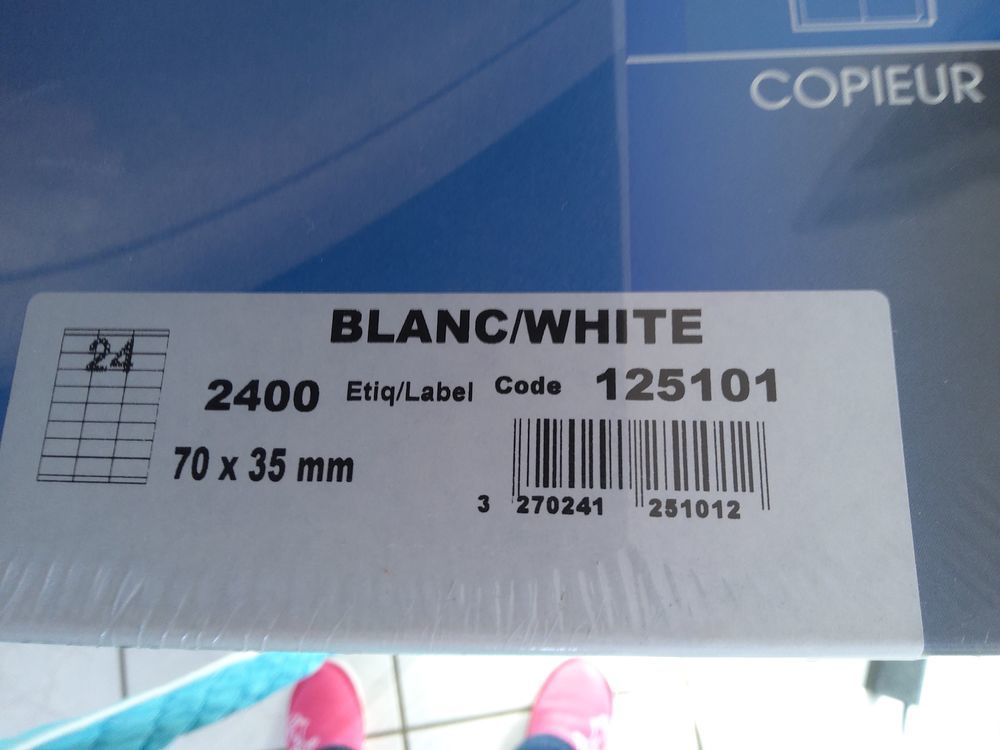 COPIEUR
BLANC/WHITE
24
2400 Etiq/Label Code 125101
70 x 35 mm
3 270241 251012